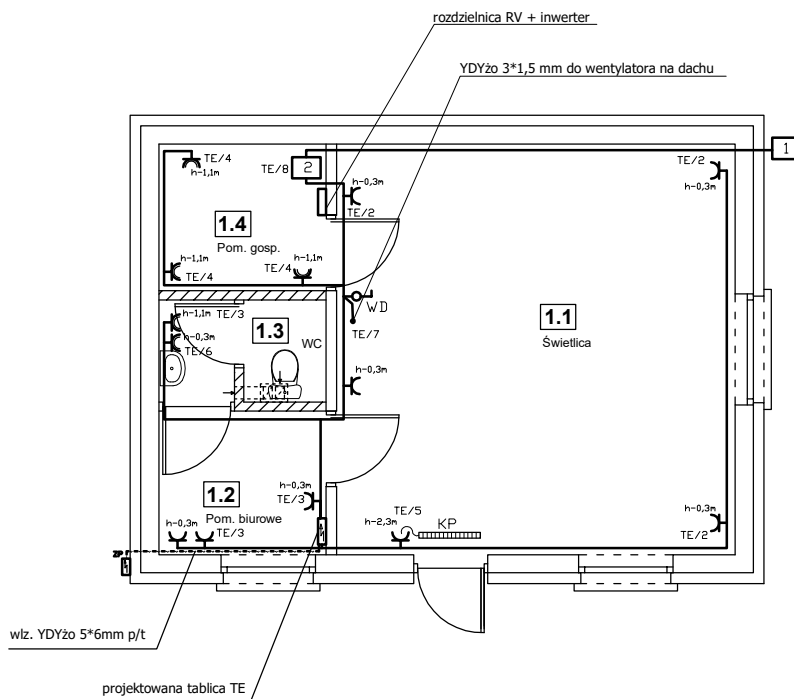 rozdzielnica RV + inwerter
YDYżo 3*1,5 mm do wentylatora na dachu
1
TE/4
h-1,1m
TE/8
2
TE/2
h-0,3m
h-0,3m
TE/2
1.4
Pom. gosp.
h-1,1m
TE/4
h-1,1m
TE/4
WD
TE/7
h-1,1m
TE/3
h-0,3m
TE/6
1.3
WC
1.1
Świetlica
h-0,3m
1.2
Pom. biurowe
h-0,3m
TE/3
h-0,3m
TE/3
TE/5
h-2,3m
KP
h-0,3m
TE/2
ZP
wlz. YDYżo 5*6mm p/t
projektowana tablica TE